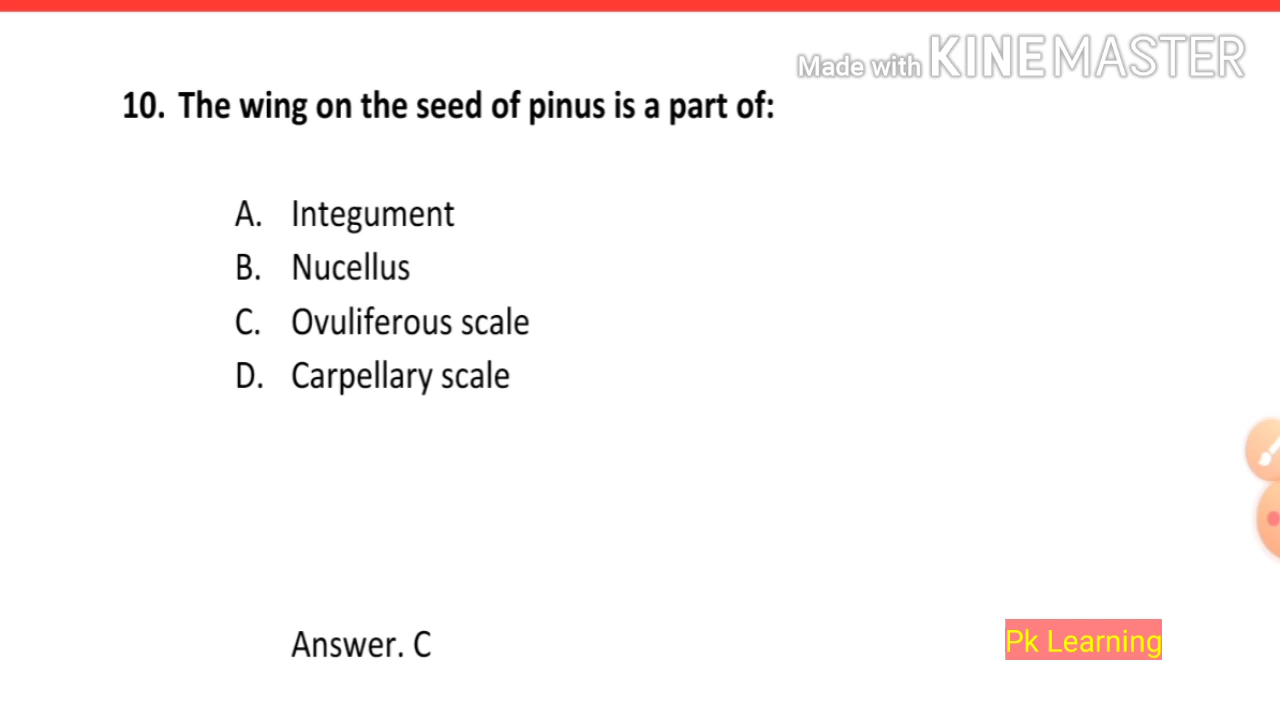 Made with KINEMASTER
10. The wing on the seed of pinus is a part of:
A. Integument
B. Nucellus
C. Ovuliferous scale
D. Carpellary scale
Answer. C
Pk Learning